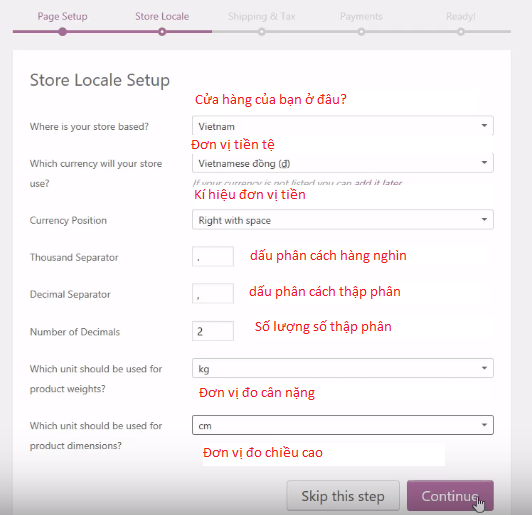 Page Setup Store Locale Shipping & Tax Payments Ready!
Store Locale Setup
Cửa hàng của bạn ở đâu?
Where is your store based? Vietnam
Đơn vị tiền tệ
Which currency will your store use? Vietnamese đồng (₫)
If your currency is not listed you can add it later.
Kí hiệu đơn vị tiền
Currency Position Right with space
Thousand Separator . dấu phân cách hàng nghìn
Decimal Separator , dấu phân cách thập phân
Number of Decimals 2 Số lượng số thập phân
Which unit should be used for product weights? kg
Đơn vị đo cân nặng
Which unit should be used for product dimensions? cm
Đơn vị đo chiều cao
Skip this step Continue